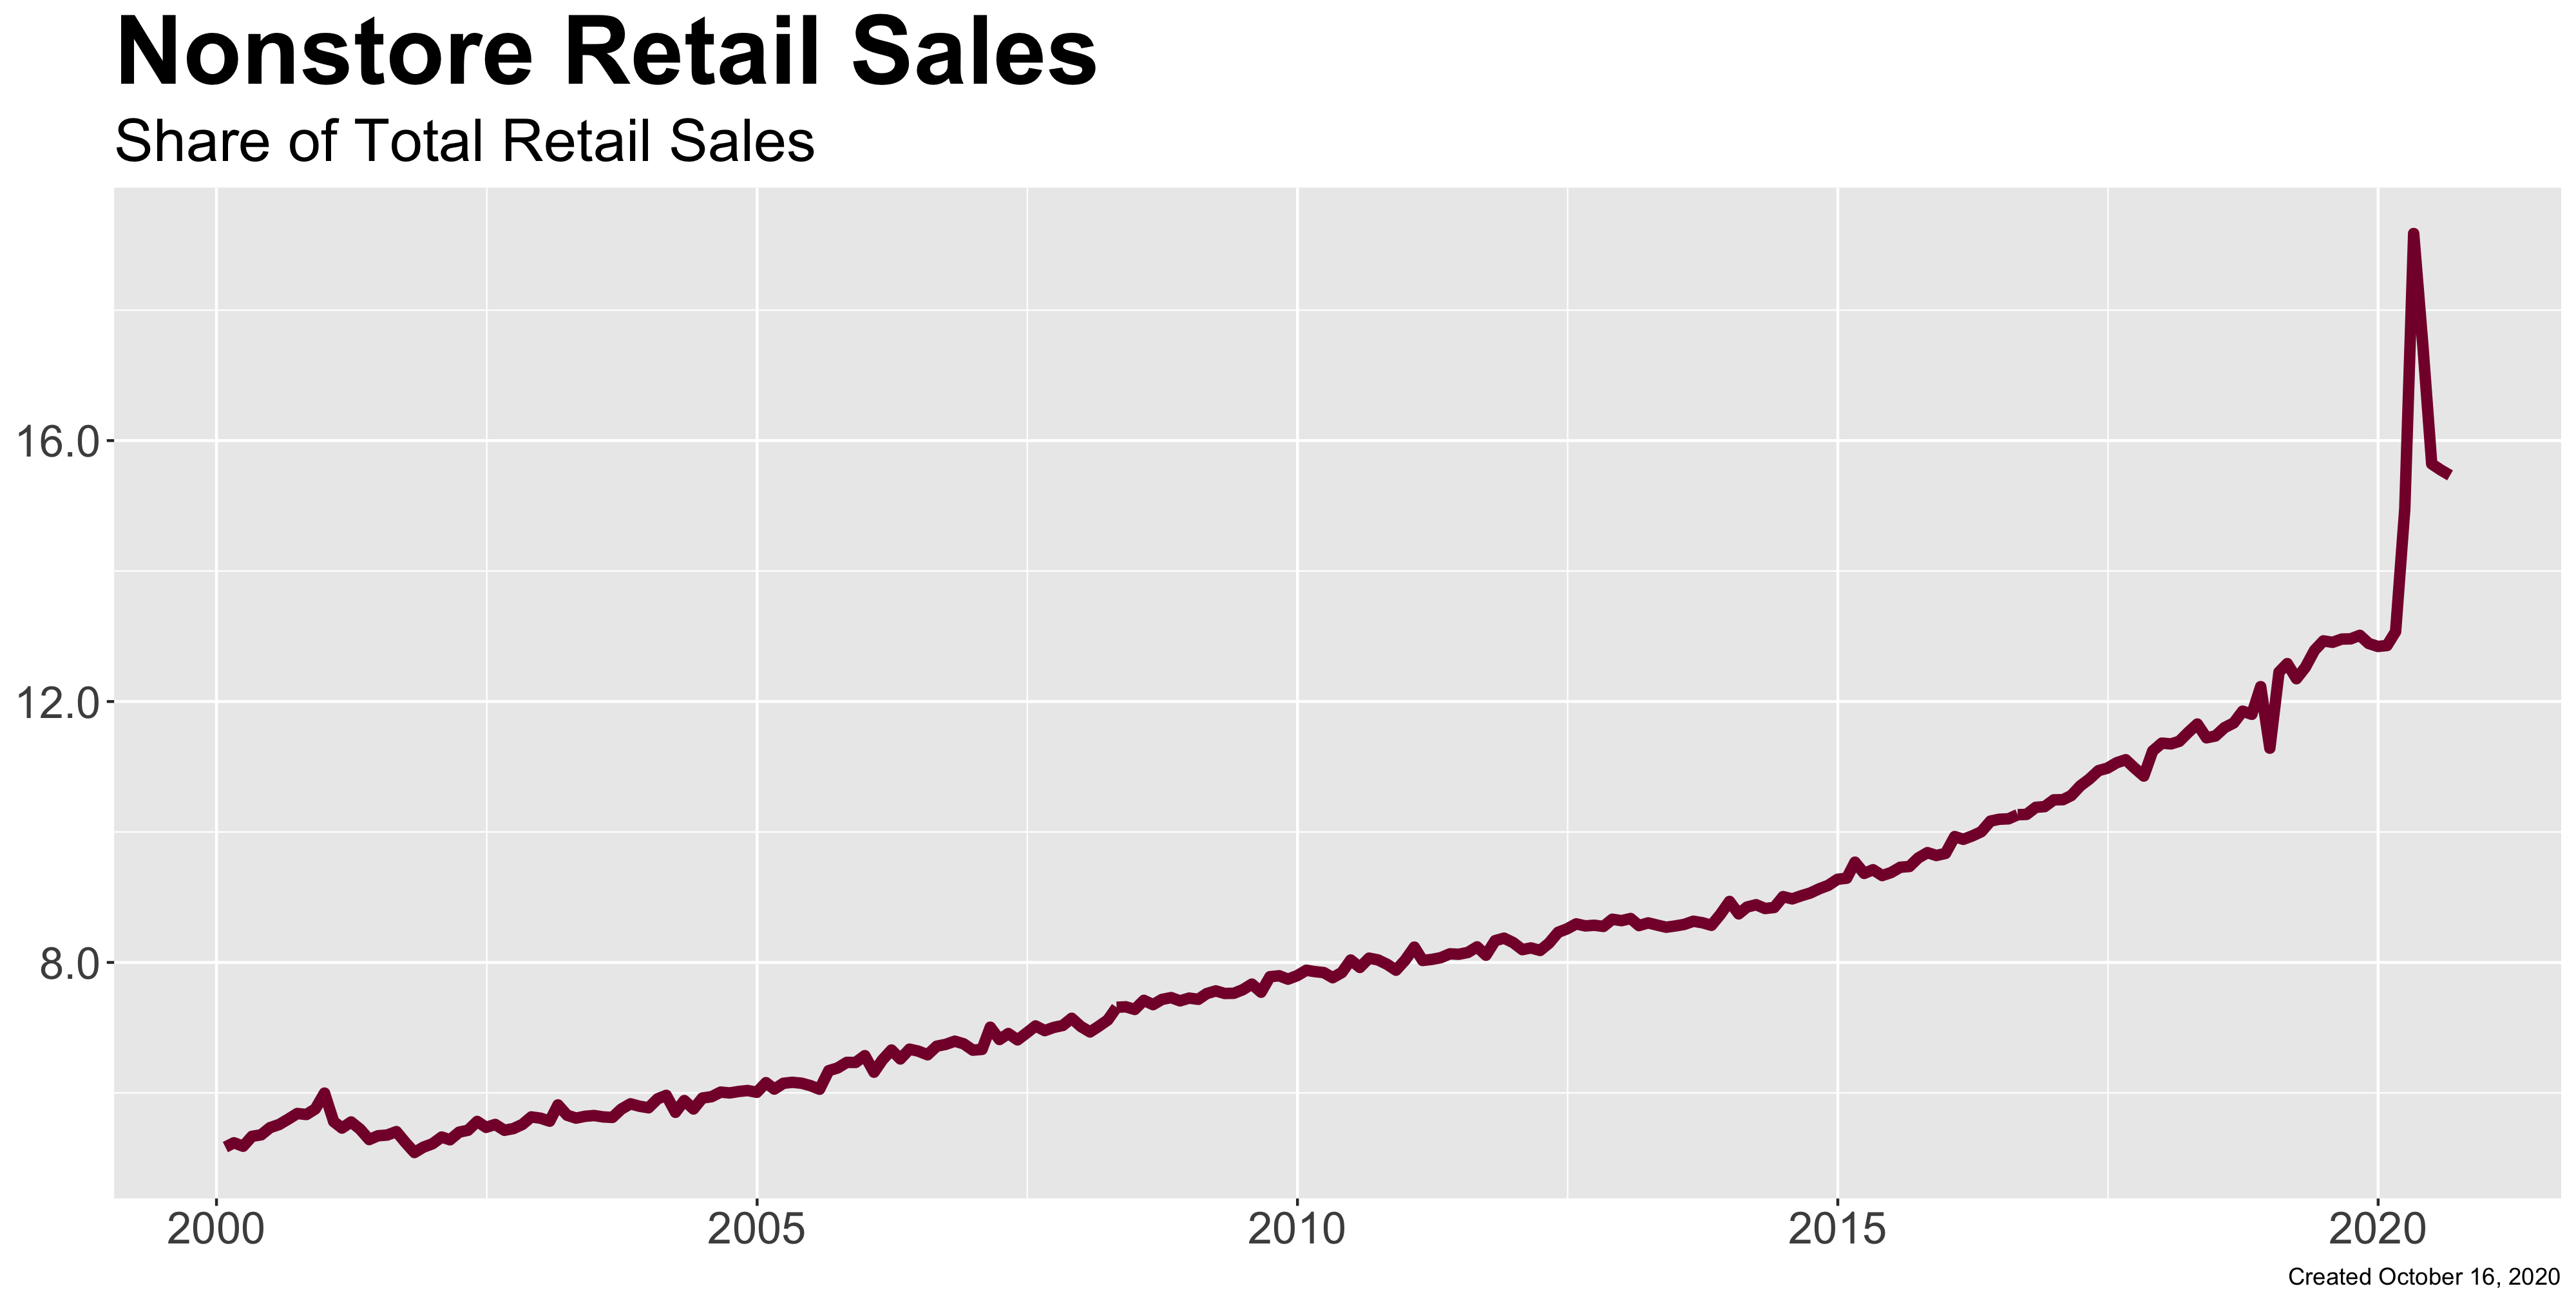 Nonstore Retail Sales
Share of Total Retail Sales
16.0
12.0
8.0
2000 2005 2010 2015 2020
Created October 16, 2020